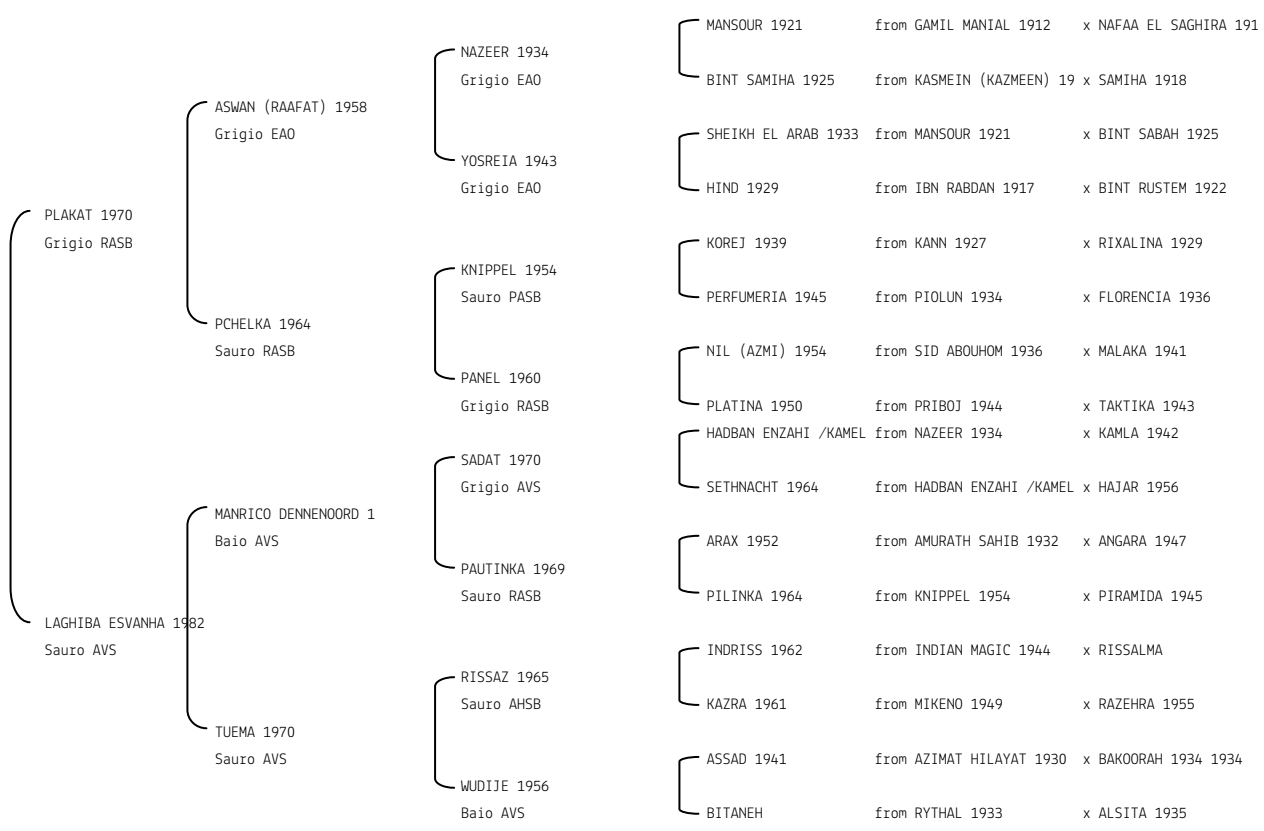 MANSOUR 1921 from GAMIL MANIAL 1912 x NAFAA EL SAGHIRA 191
NAZEER 1934
Grigio EAO BINT SAMIHA 1925 from KASMEIN (KAZMEEN) 19 x SAMIHA 1918
ASWAN (RAAFAT) 1958
Grigio EAO SHEIKH EL ARAB 1933 from MANSOUR 1921 x BINT SABAH 1925
YOSREIA 1943
Grigio EAO HIND 1929 from IBN RABDAN 1917 x BINT RUSTEM 1922
PLAKAT 1970
Grigio RASB KOREJ 1939 from KANN 1927 x RIXALINA 1929
KNIPPEL 1954
Sauro PASB PERFUMERIA 1945 from PIOLUN 1934 x FLORENCIA 1936
PCHELKA 1964
Sauro RASB NIL (AZMI) 1954 from SID ABOUHOM 1936 x MALAKA 1941
PANEL 1960
Grigio RASB PLATINA 1950 from PRIBOJ 1944 x TAKTIKA 1943
HADBAN ENZAHI /KAMEL from NAZEER 1934 x KAMLA 1942
SADAT 1970
Grigio AVS SETHNACHT 1964 from HADBAN ENZAHI /KAMEL x HAJAR 1956
MANRICO DENNENOORD 1
Baio AVS ARAX 1952 from AMURATH SAHIB 1932 x ANGARA 1947
PAUTINKA 1969
Sauro RASB PILINKA 1964 from KNIPPEL 1954 x PIRAMIDA 1945
LAGHIBA ESVANHA 1982
Sauro AVS INDRISS 1962 from INDIAN MAGIC 1944 x RISSALMA
RISSAZ 1965
Sauro AHSB KAZRA 1961 from MIKENO 1949 x RAZEHRA 1955
TUEMA 1970
Sauro AVS ASSAD 1941 from AZIMAT HILAYAT 1930 x BAKOORAH 1934 1934
WUDIJE 1956
Baio AVS BITANEH from RYTHAL 1933 x ALSITA 1935